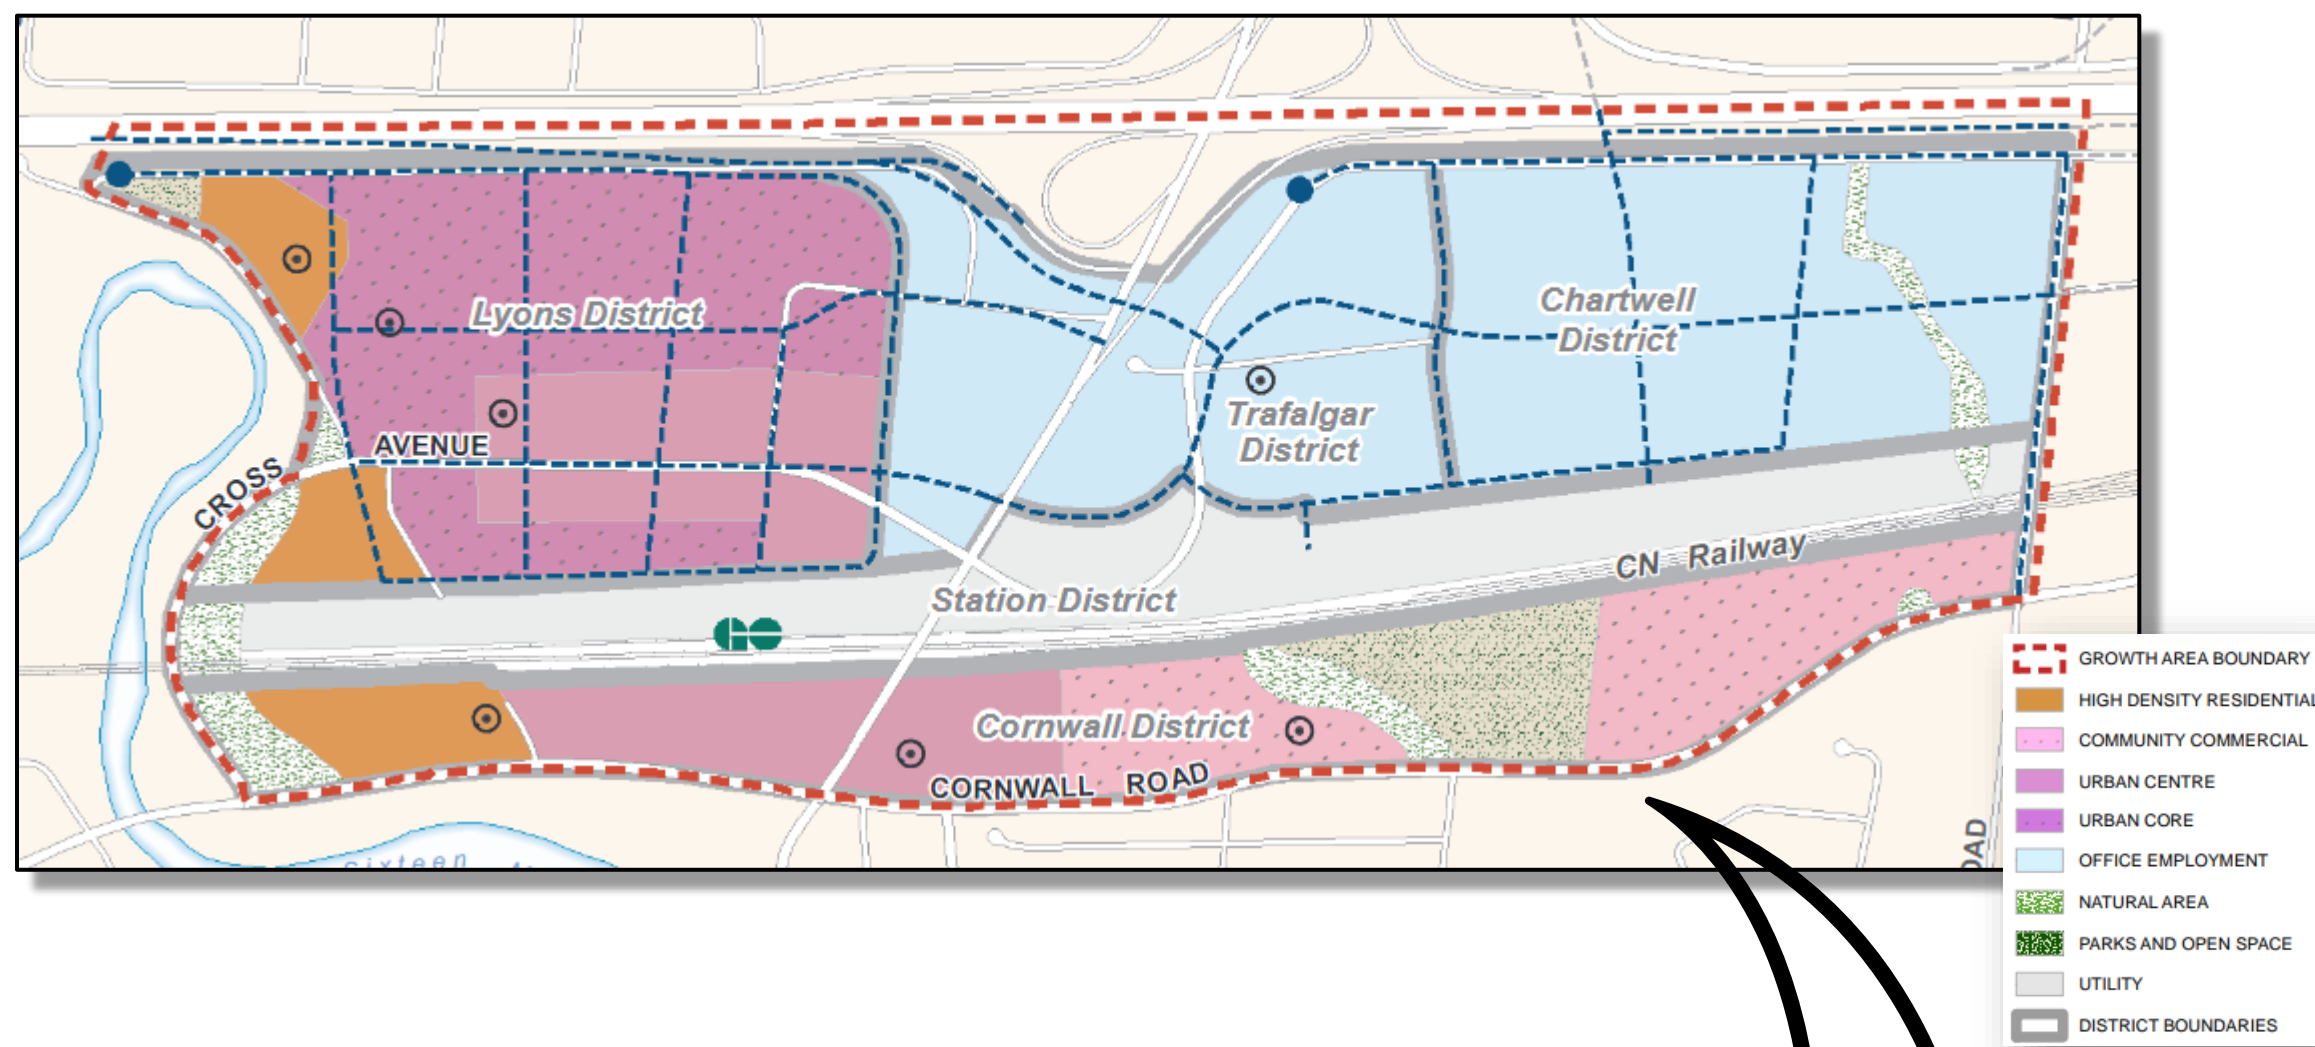 Lyons District
Chartwell
District
Trafalgar
District
AVENUE
CROSS
CN Railway
Station District
Cornwall District
CORNWALL ROAD
Sixteen
OAD
GROWTH AREA BOUNDARY
HIGH DENSITY RESIDENTIAL
COMMUNITY COMMERCIAL
URBAN CENTRE
URBAN CORE
OFFICE EMPLOYMENT
NATURAL AREA
PARKS AND OPEN SPACE
UTILITY
DISTRICT BOUNDARIES